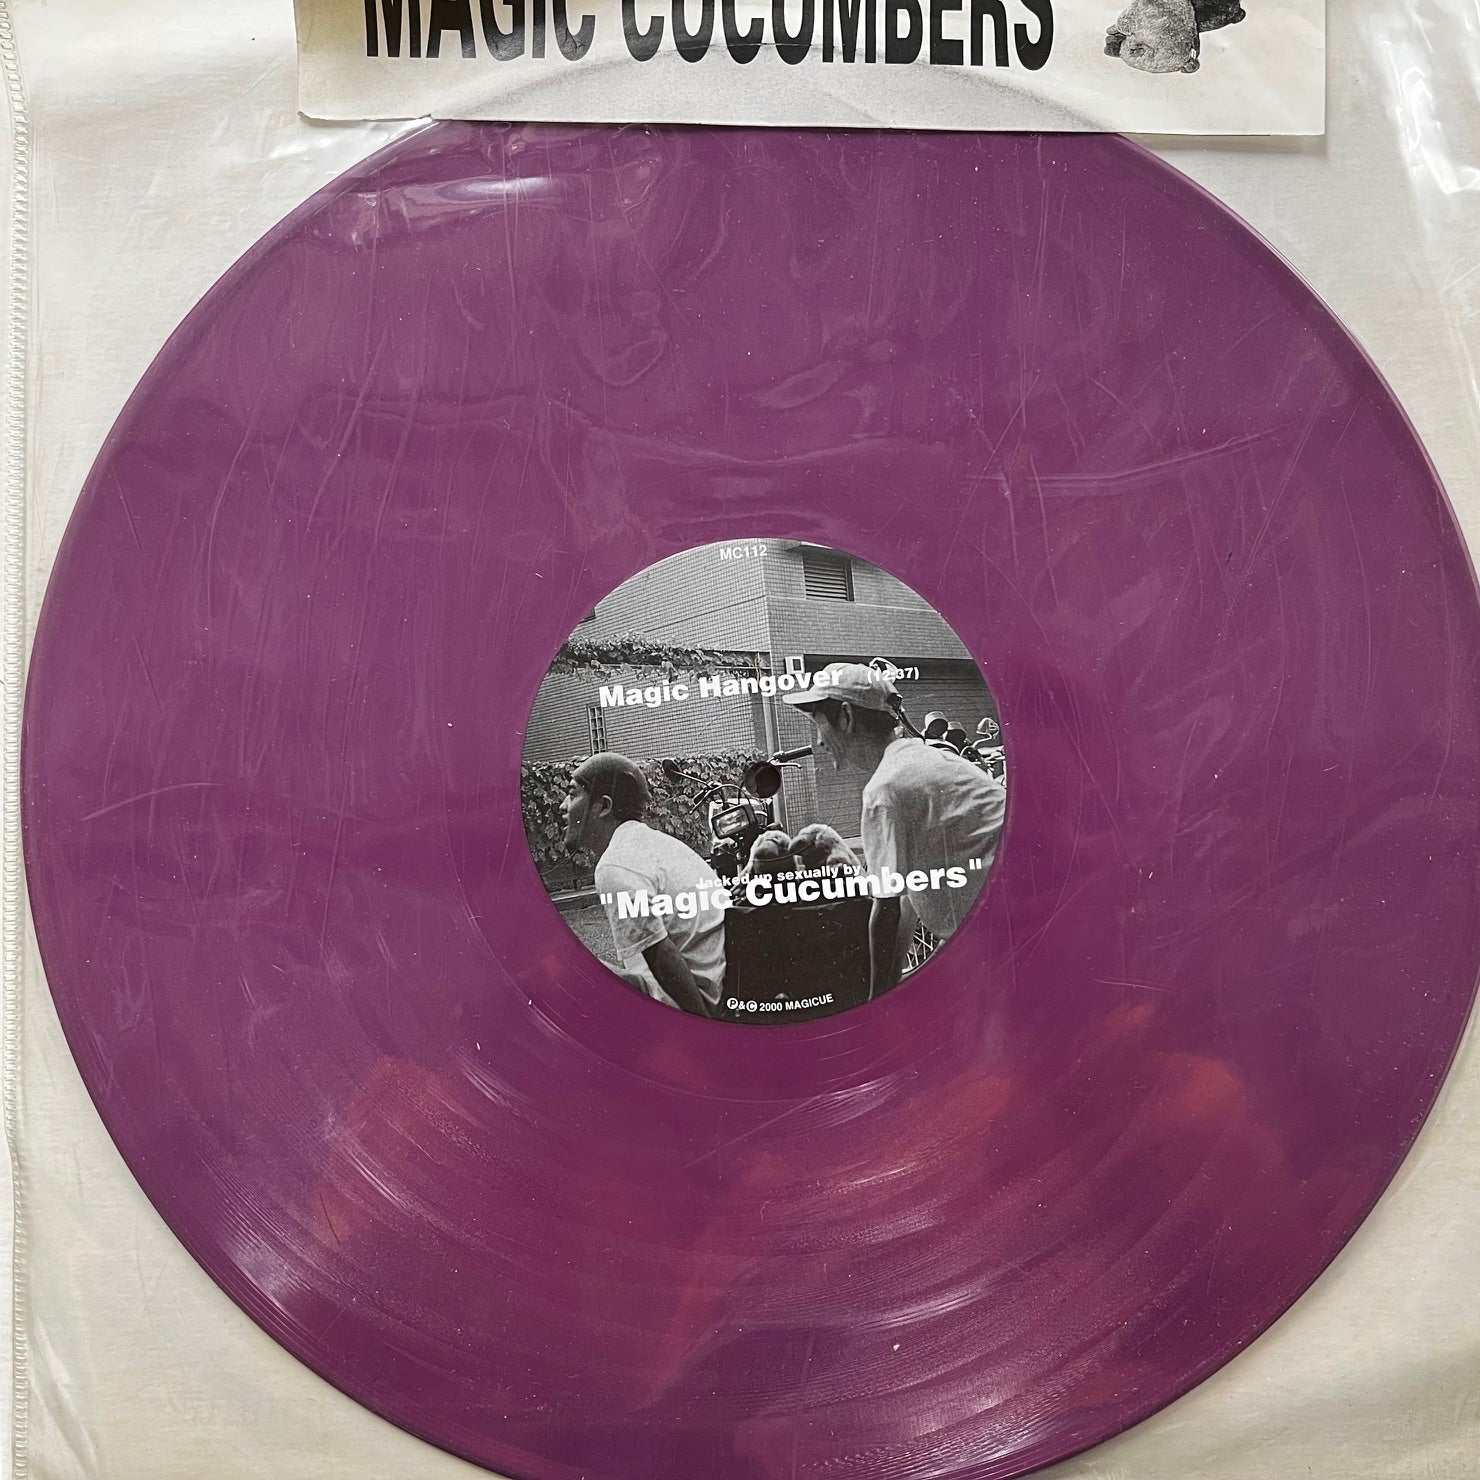 MAGIC CUCUMBERS
MC112
Magic Hangover (12:37)
Jacked up sexually by
"Magic Cucumbers"
℗&© 2000 MAGICUE